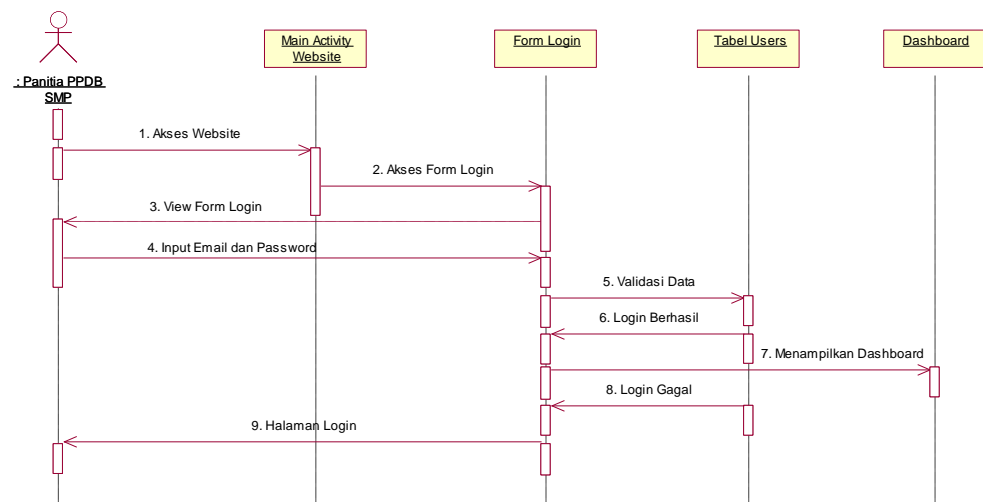 Main Activity
Website
Form Login
Tabel Users
Dashboard
: Panitia PPDB
SMP
1. Akses Website
2. Akses Form Login
3. View Form Login
4. Input Email dan Password
5. Validasi Data
6. Login Berhasil
7. Menampilkan Dashboard
8. Login Gagal
9. Halaman Login